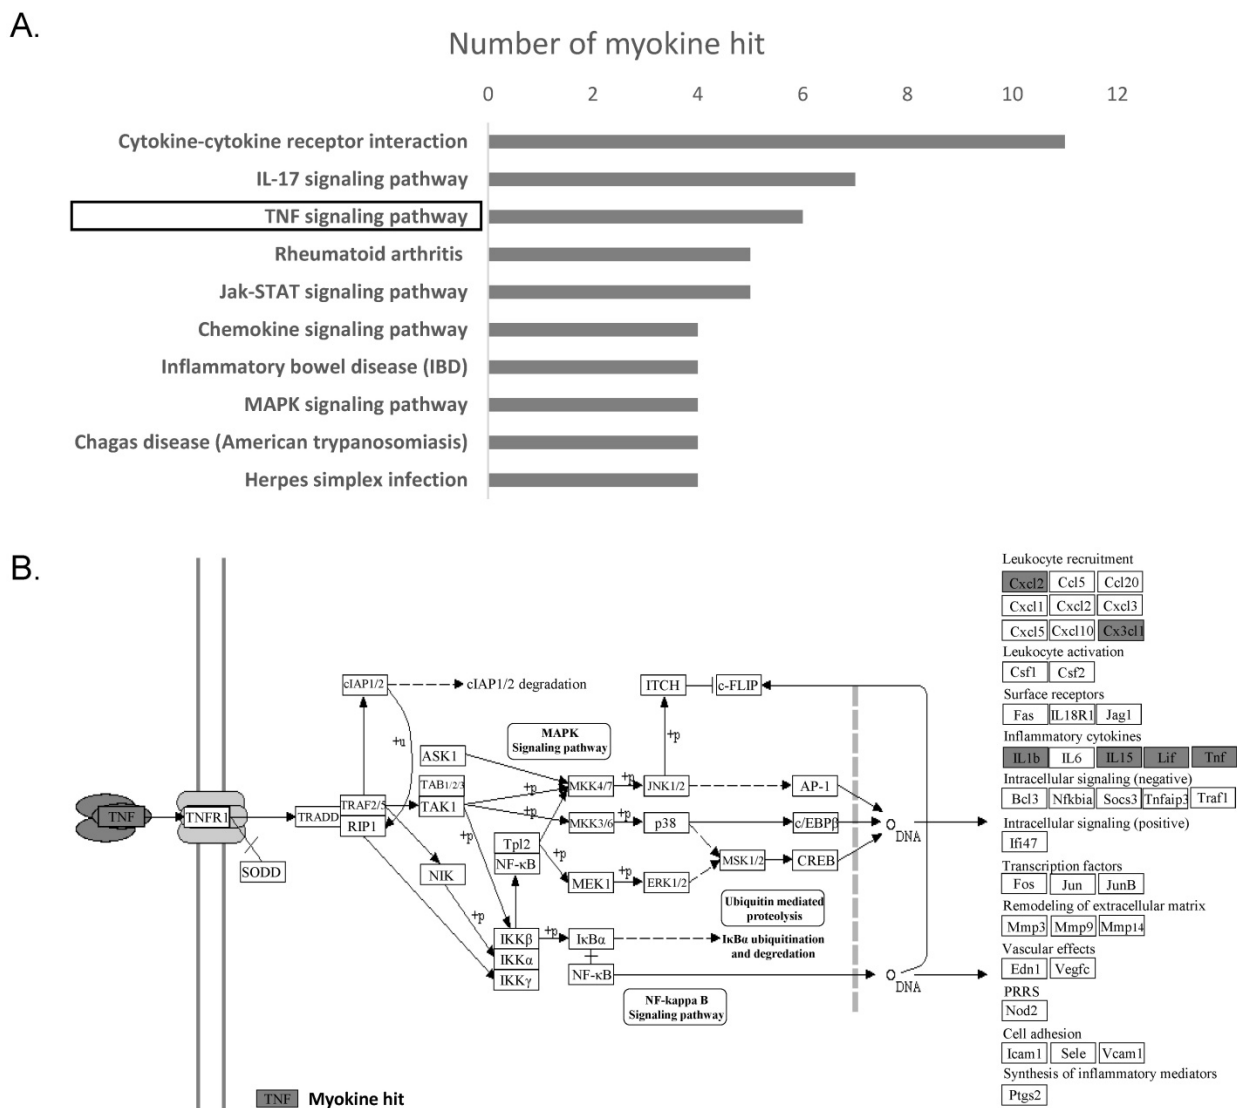 A.
Number of myokine hit
0 2 4 6 8 10 12
Cytokine-cytokine receptor interaction
IL-17 signaling pathway
TNF signaling pathway
Rheumatoid arthritis
Jak-STAT signaling pathway
Chemokine signaling pathway
Inflammatory bowel disease (IBD)
MAPK signaling pathway
Chagas disease (American trypanosomiasis)
Herpes simplex infection
B.
TNF
TNFR1
SODD
TRADD
TRAF2/5
RIP1
cIAP1/2
cIAP1/2 degradation
+u
ASK1
TAB1/2/3
TAK1
NIK
+p
+p
+p
+p
MAPK
Signaling pathway
Tpl2
NF-κB
+p
IKKβ
IKKα
IKKγ
+p
MKK4/7
MKK3/6
MEK1
+p
+p
+p
JNK1/2
p38
ERK1/2
+p
ITCH
c-FLIP
MSK1/2
AP-1
c/EBPβ
CREB
DNA
IκBα
NF-κB
Ubiquitin mediated
proteolysis
IκBα ubiquitination
and degredation
NF-kappa B
Signaling pathway
DNA
Leukocyte recruitment
Cxcl2 Ccl5 Ccl20
Cxcl1 Cxcl2 Cxcl3
Cxcl5 Cxcl10 Cx3cl1
Leukocyte activation
Csf1 Csf2
Surface receptors
Fas IL18R1 Jag1
Inflammatory cytokines
IL1b IL6 IL15 Lif Tnf
Intracellular signaling (negative)
Bcl3 Nfkbia Socs3 Tnfaip3 Traf1
Intracellular signaling (positive)
Ifi47
Transcription factors
Fos Jun JunB
Remodeling of extracellular matrix
Mmp3 Mmp9 Mmp14
Vascular effects
Edn1 Vegfc
PRRS
Nod2
Cell adhesion
Icam1 Sele Vcam1
Synthesis of inflammatory mediators
Ptgs2
TNF Myokine hit